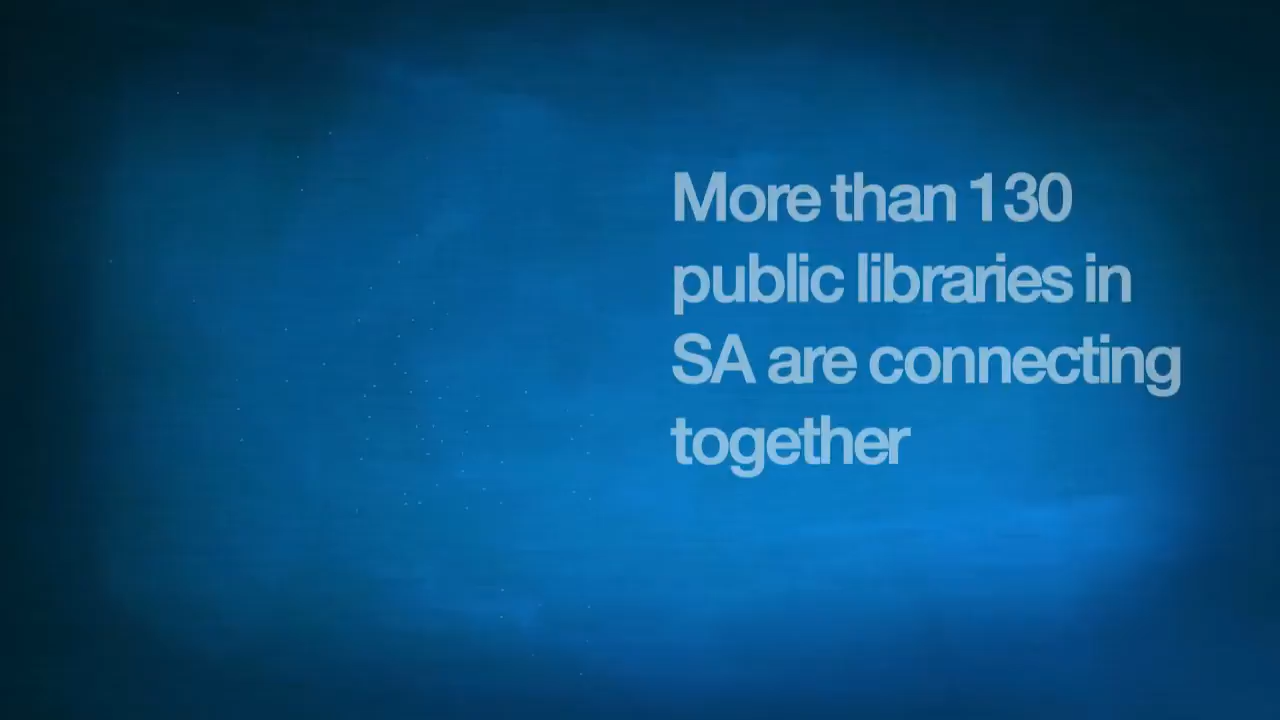 More than 130
public libraries in
SA are connecting
together